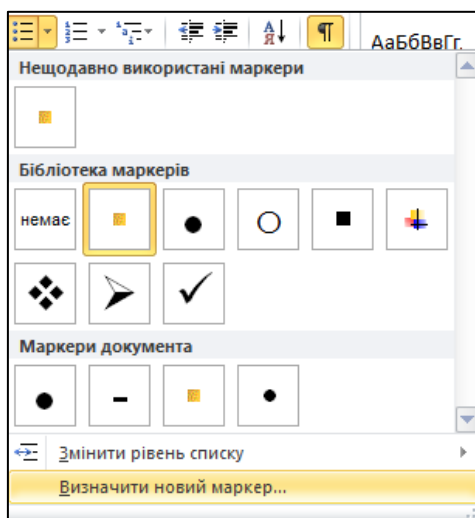 АаБбВвГг,
Нещодавно використані маркери
Бібліотека маркерів
немає
Маркери документа
Змінити рівень списку
Визначити новий маркер...